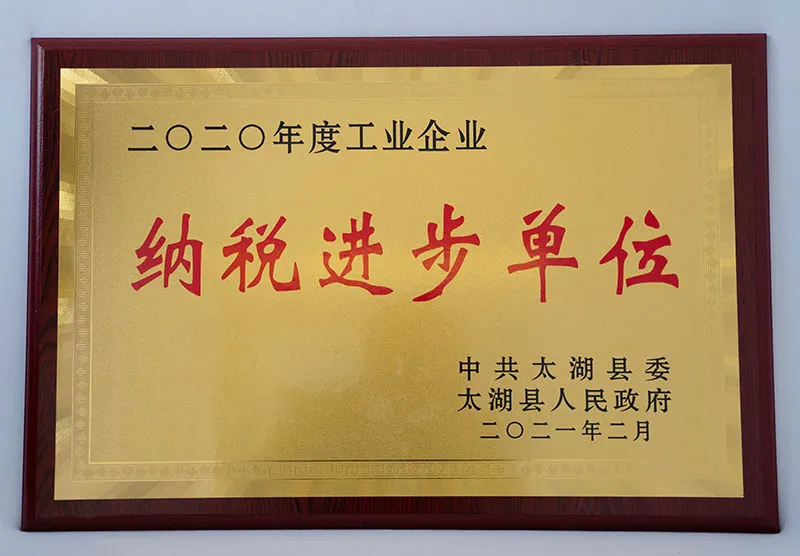 二〇二〇年度工业企业
纳税进步单位
中共太湖县委
太湖县人民政府
二〇二一年二月